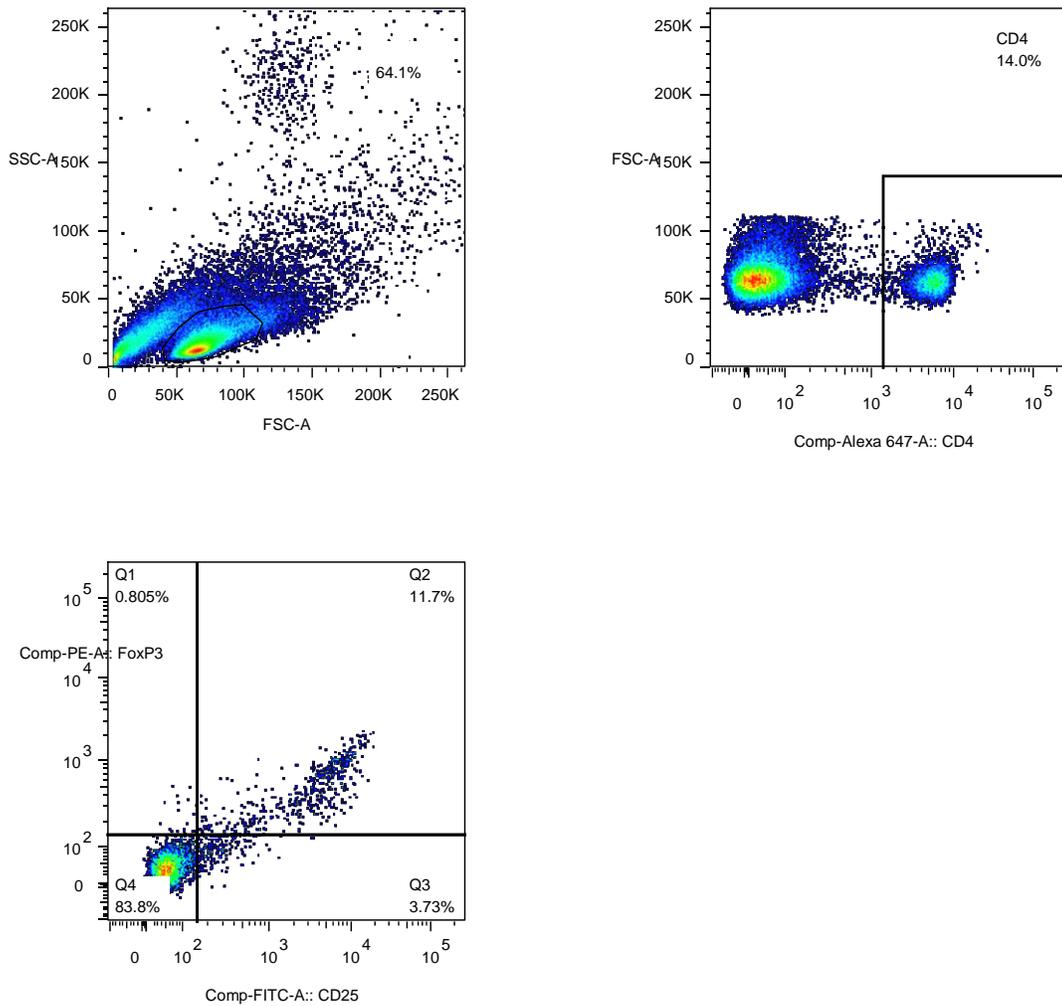 250K
200K
SSC-A
150K
100K
50K
0
64.1%
0
50K
100K
150K
200K
250K
FSC-A
250K
200K
FSC-A
150K
100K
50K
0
CD4
14.0%
0
10 2
10 3
10 4
10 5
Comp-Alexa 647-A:: CD4
Q1
0.805%
Q2
11.7%
10 5
Comp-PE-A:: FoxP3
10 4
10 3
10 2
0
Q4
83.8%
Q3
3.73%
0
10 2
10 3
10 4
10 5
Comp-FITC-A:: CD25